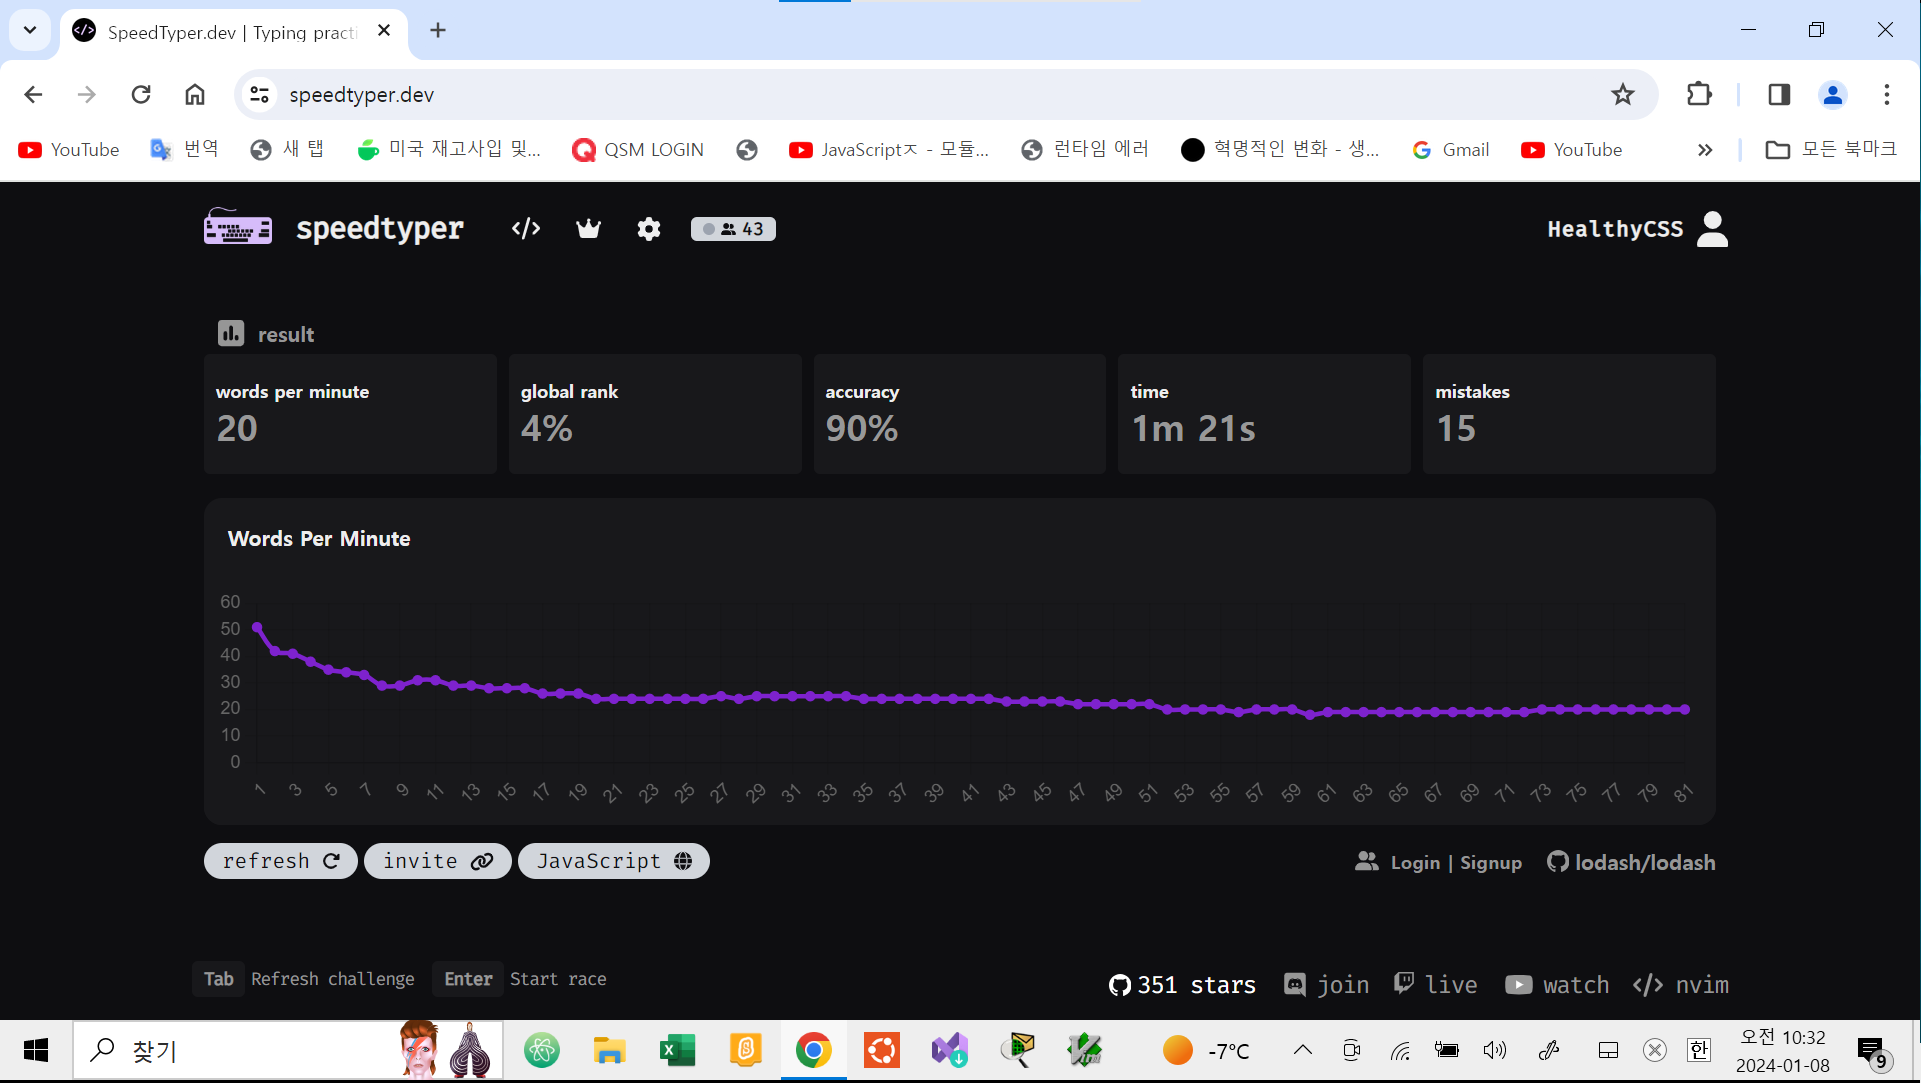 SpeedTyper.dev | Typing practi
speedtyper.dev
YouTube 번역 새 탭 미국 재고사입 및... QSM LOGIN JavaScriptㅈ - 모듈... 런타임 에러 혁명적인 변화 - 생... Gmail YouTube » 모든 북마크
speedtyper </> 43 HealthyCSS
result
words per minute global rank accuracy time mistakes
20 4% 90% 1m 21s 15
Words Per Minute
60
50
40
30
20
10
0
1 3 5 7 9 11 13 15 17 19 21 23 25 27 29 31 33 35 37 39 41 43 45 47 49 51 53 55 57 59 61 63 65 67 69 71 73 75 77 79 81
refresh invite JavaScript Login | Signup lodash/lodash
Tab Refresh challenge Enter Start race 351 stars join live watch </> nvim
찾기 -7°C 한 오전 10:32
2024-01-08 9